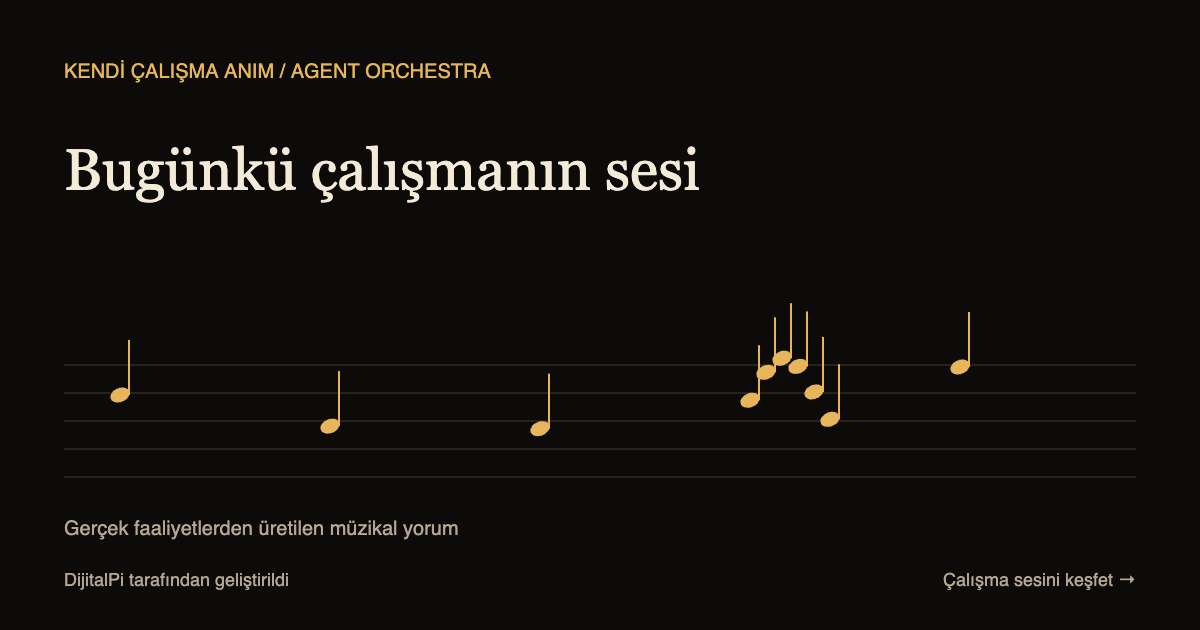 KENDİ ÇALIŞMA ANIM / AGENT ORCHESTRA
Bugünkü çalışmanın sesi
Gerçek faaliyetlerden üretilen müzikal yorum
DijitalPi tarafından geliştirildi
Çalışma sesini keşfet →